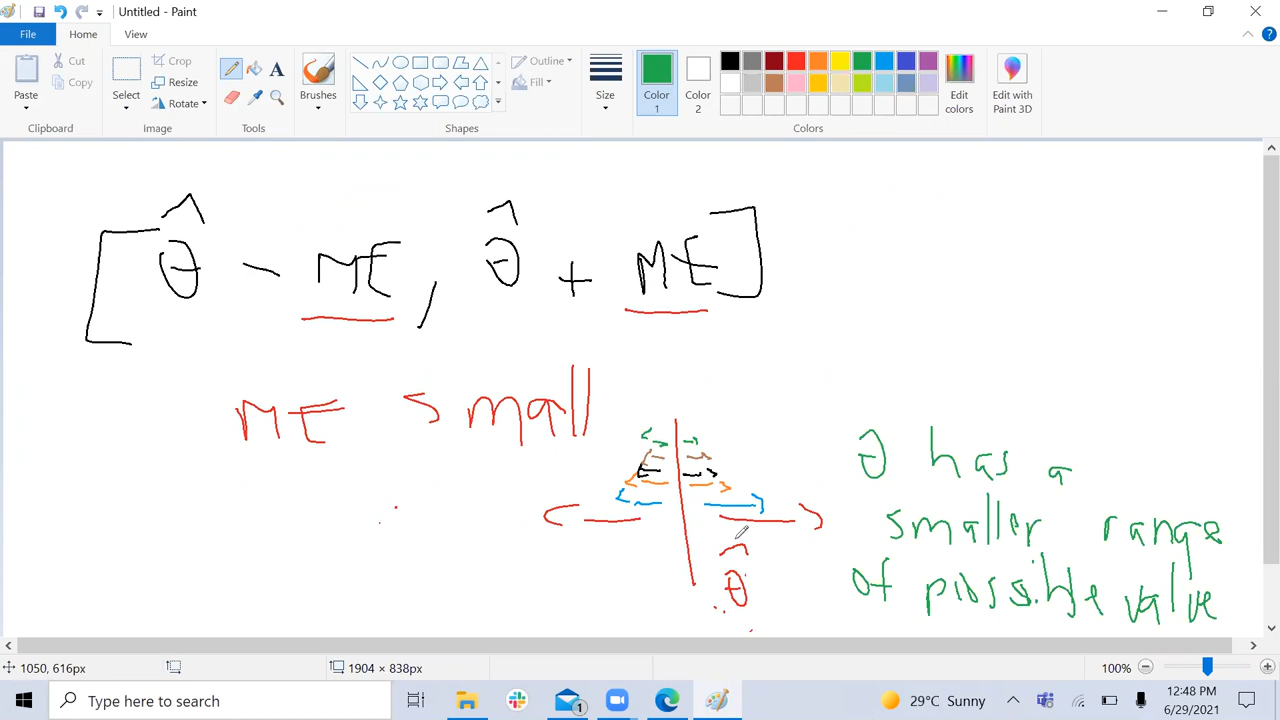 Untitled - Paint
File Home View
Paste
Cut
Copy
Clipboard
Select
Crop
Resize
Rotate
Image
A
Tools
Brushes
Outline
Fill
Shapes
Size
Color 1
Color 2
Edit colors
Colors
Edit with Paint 3D
[θ̂ - ME, θ̂ + ME]
ME small
θ has a
smaller range
of possible value
θ̂
1050, 616px
1904 × 838px
100%
Type here to search
1
29°C Sunny
12:48 PM
6/29/2021